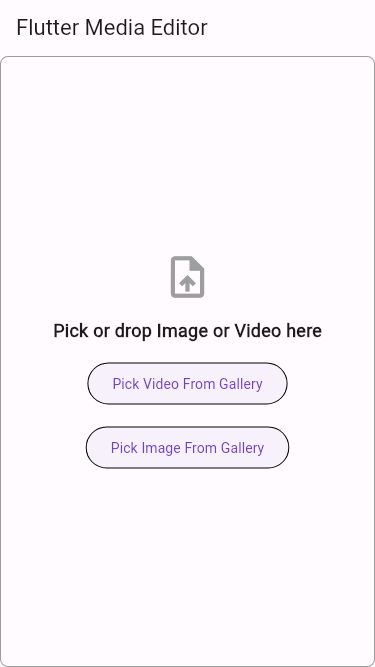 Flutter Media Editor
Pick or drop Image or Video here
Pick Video From Gallery
Pick Image From Gallery